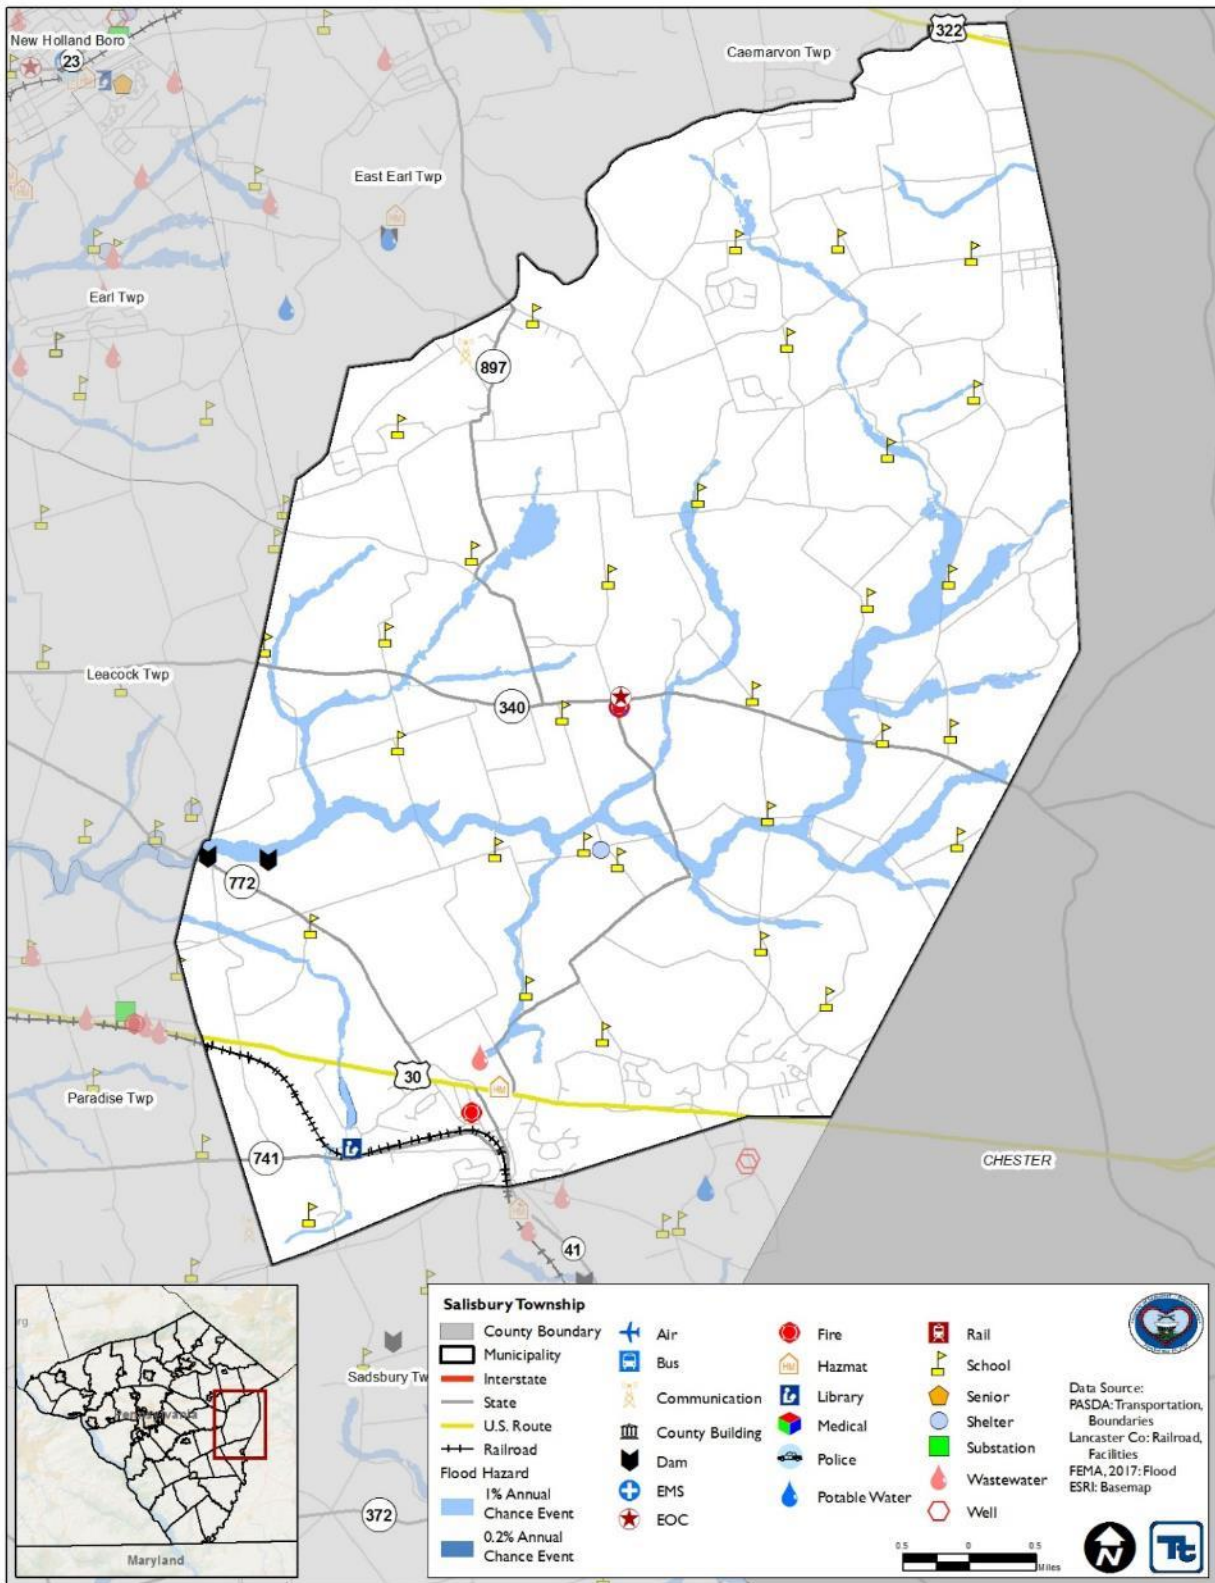 322
New Holland Boro
23
Caernarvon Twp
East Earl Twp
Earl Twp
897
Leacock Twp
340
772
30
Paradise Twp
741
CHESTER
41
Sadsbury Tw
372
rg
Pennsylvania
Maryland
Salisbury Township
County Boundary
Municipality
Interstate
State
U.S. Route
Railroad
Flood Hazard
1% Annual
Chance Event
0.2% Annual
Chance Event
Air
Bus
Communication
County Building
Dam
EMS
EOC
Fire
HM
Hazmat
Library
Medical
Police
Potable Water
Rail
School
Senior
Shelter
Substation
Wastewater
Well
Data Source:
PASDA: Transportation,
Boundaries
Lancaster Co: Railroad,
Facilities
FEMA, 2017: Flood
ESRI: Basemap
0.5 0 0.5
Miles
N
Tt